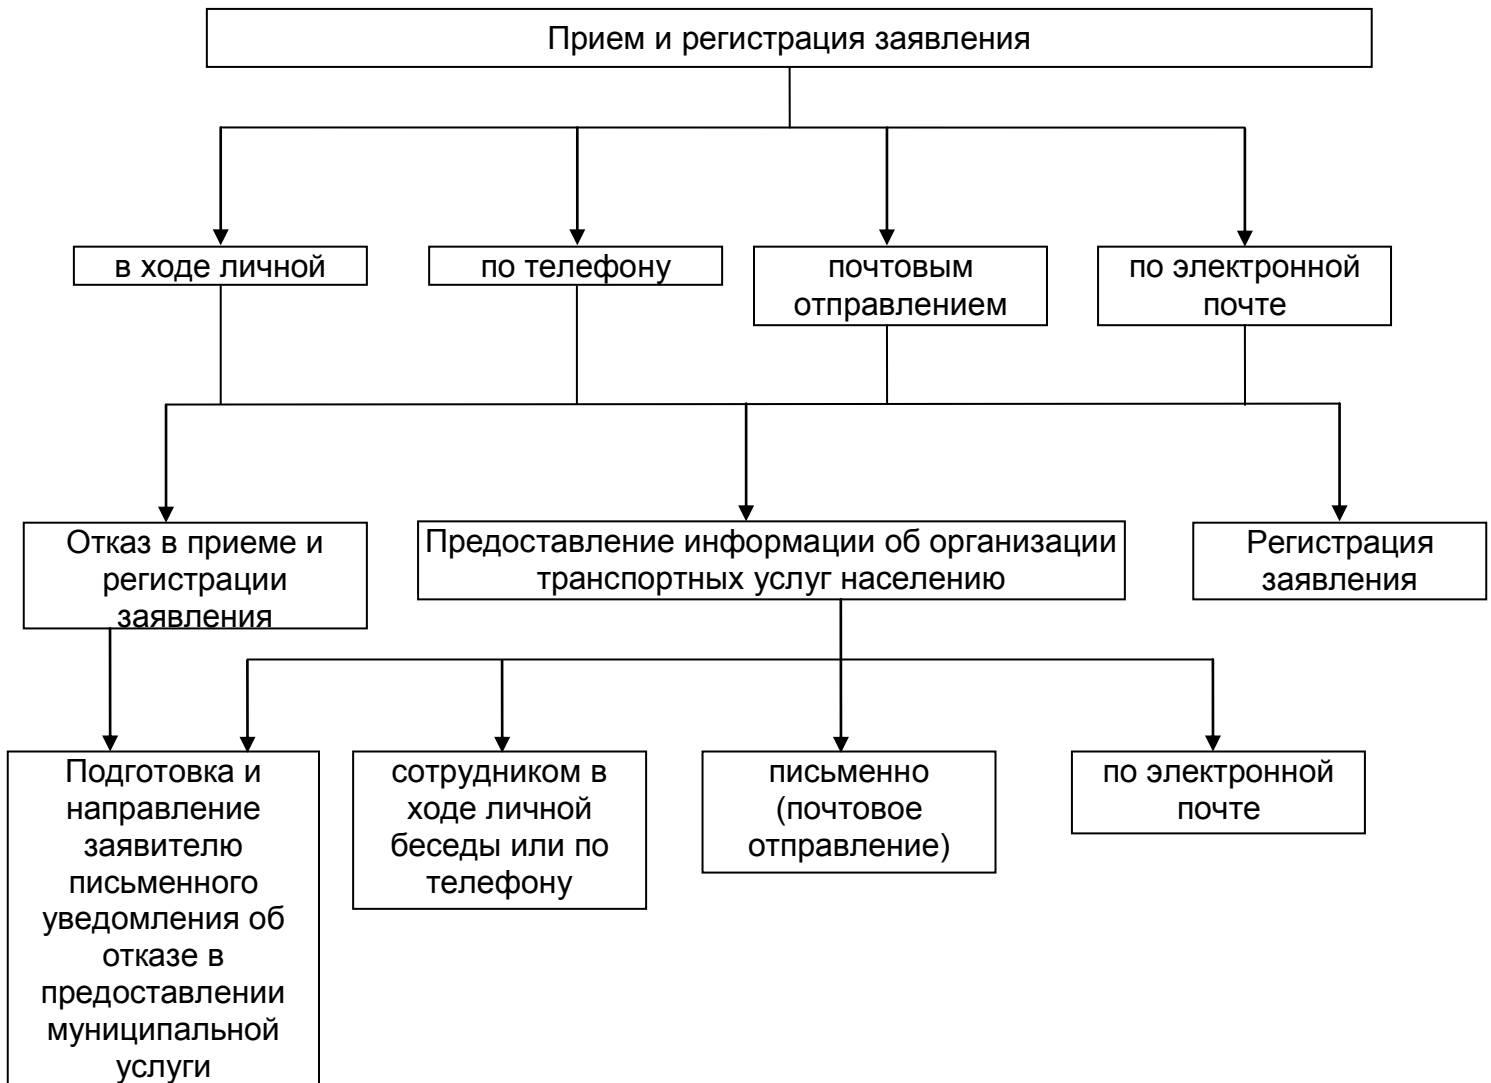 Прием и регистрация заявления
в ходе личной
по телефону
почтовым
отправлением
по электронной
почте
Отказ в приеме и
регистрации
заявления
Предоставление информации об организации
транспортных услуг населению
Регистрация
заявления
Подготовка и
направление
заявителю
письменного
уведомления об
отказе в
предоставлении
муниципальной
услуги
сотрудником в
ходе личной
беседы или по
телефону
письменно
(почтовое
отправление)
по электронной
почте